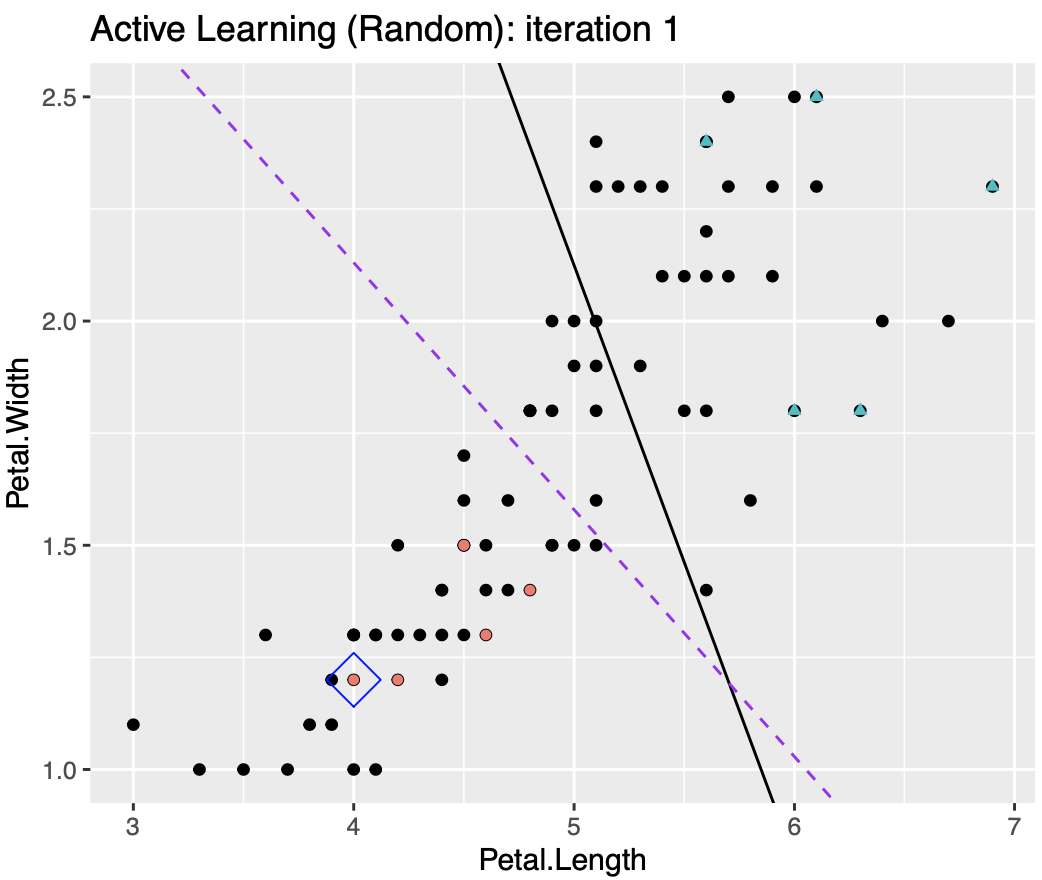 Active Learning (Random): iteration 1
2.5
2.0
1.5
1.0
Petal.Width
3 4 5 6 7
Petal.Length